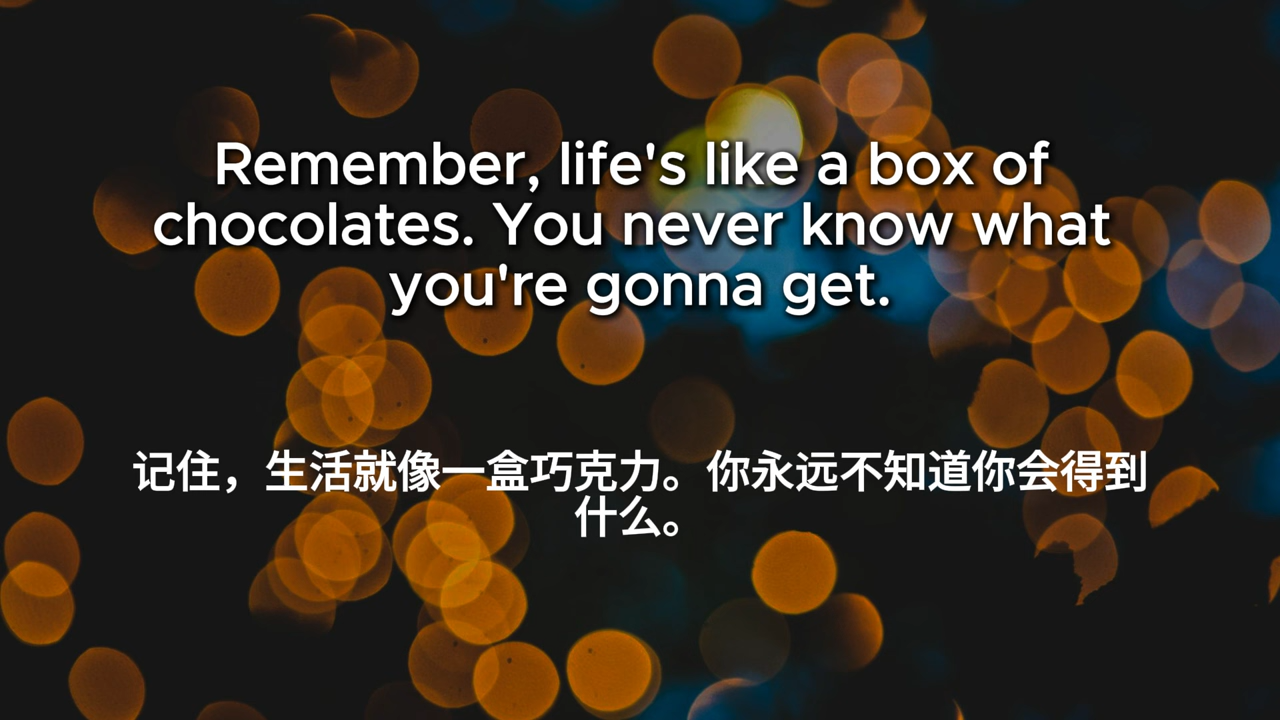 Remember, life's like a box of
chocolates. You never know what
you're gonna get.
记住，生活就像一盒巧克力。你永远不知道你会得到
什么。